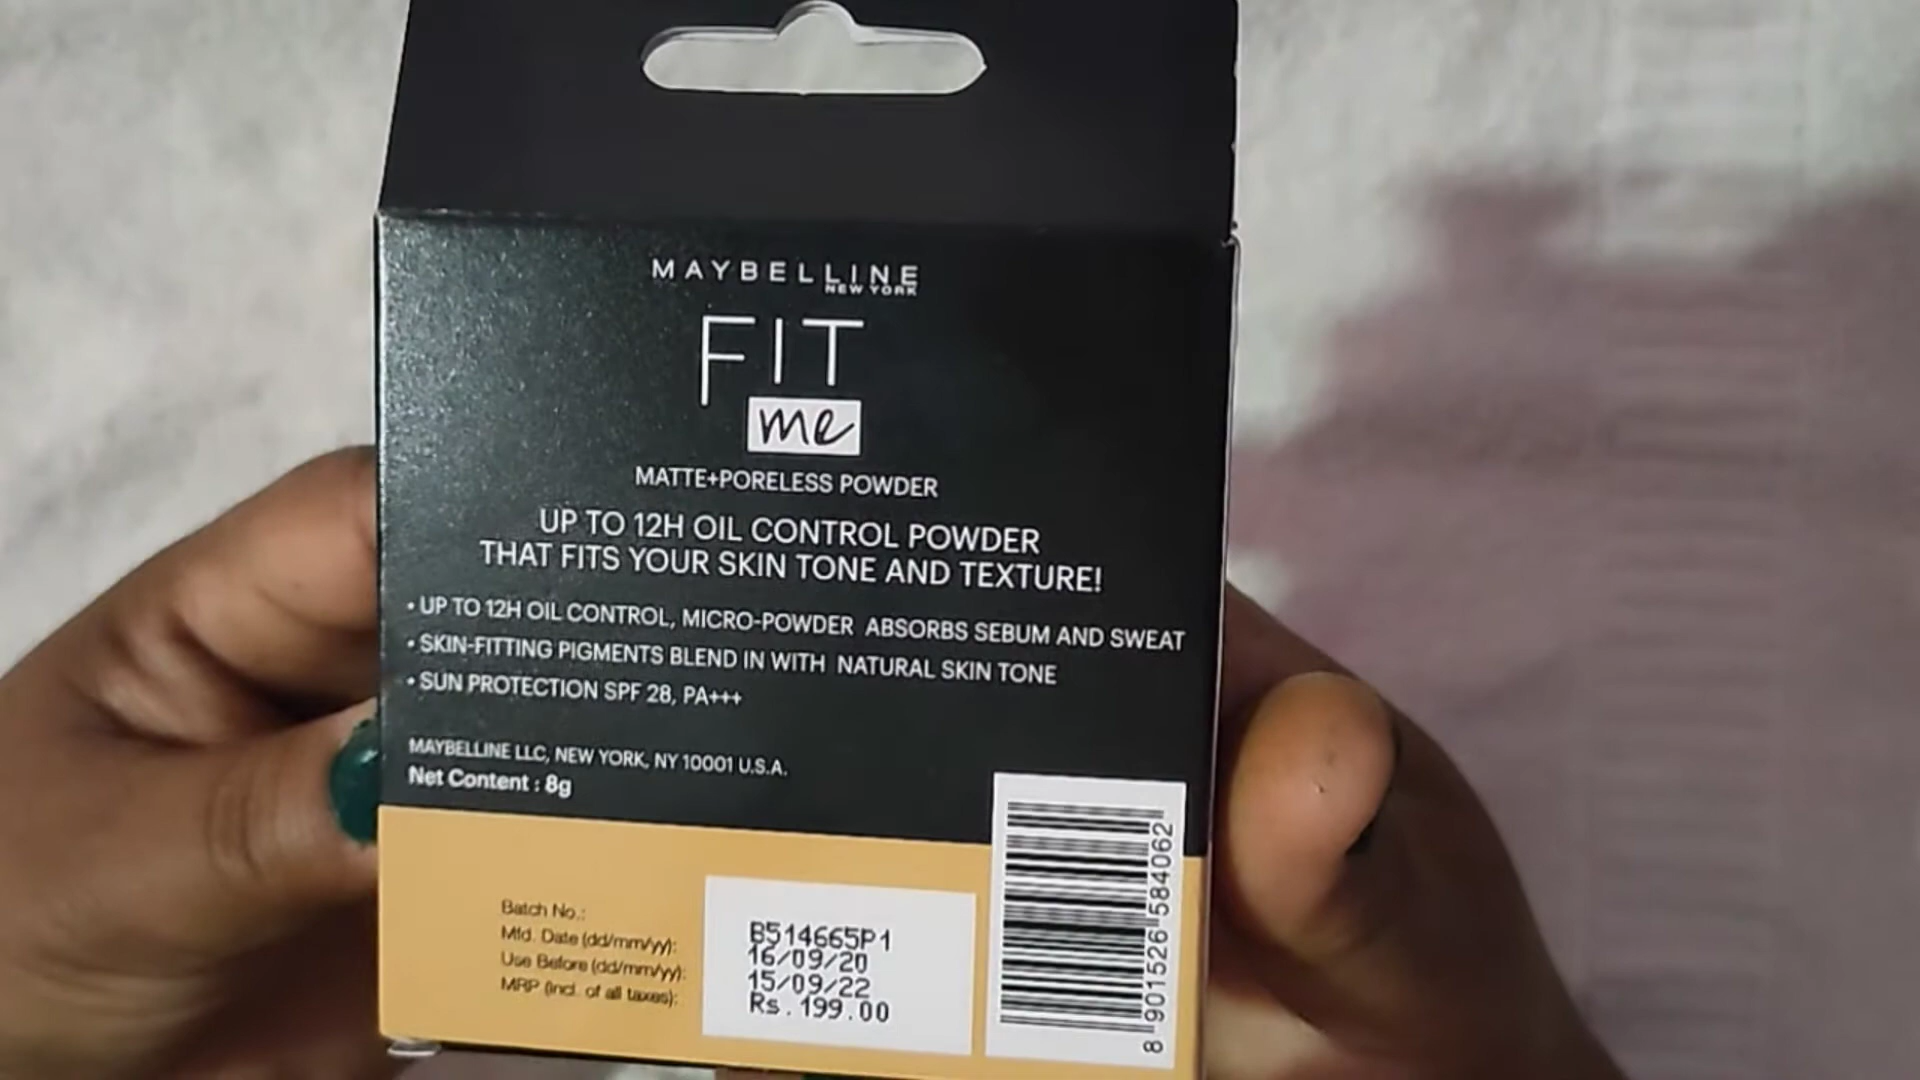 MAYBELLINE
NEW YORK
FIT
me
MATTE+PORELESS POWDER
UP TO 12H OIL CONTROL POWDER
THAT FITS YOUR SKIN TONE AND TEXTURE!
• UP TO 12H OIL CONTROL, MICRO-POWDER ABSORBS SEBUM AND SWEAT
• SKIN-FITTING PIGMENTS BLEND IN WITH NATURAL SKIN TONE
• SUN PROTECTION SPF 28, PA+++
MAYBELLINE LLC, NEW YORK, NY 10001 U.S.A.
Net Content : 8g
Batch No.: B514665P1
Mfd. Date (dd/mm/yy): 16/09/20
Use Before (dd/mm/yy): 15/09/22
MRP (incl. of all taxes): Rs.199.00
8 901526 584062